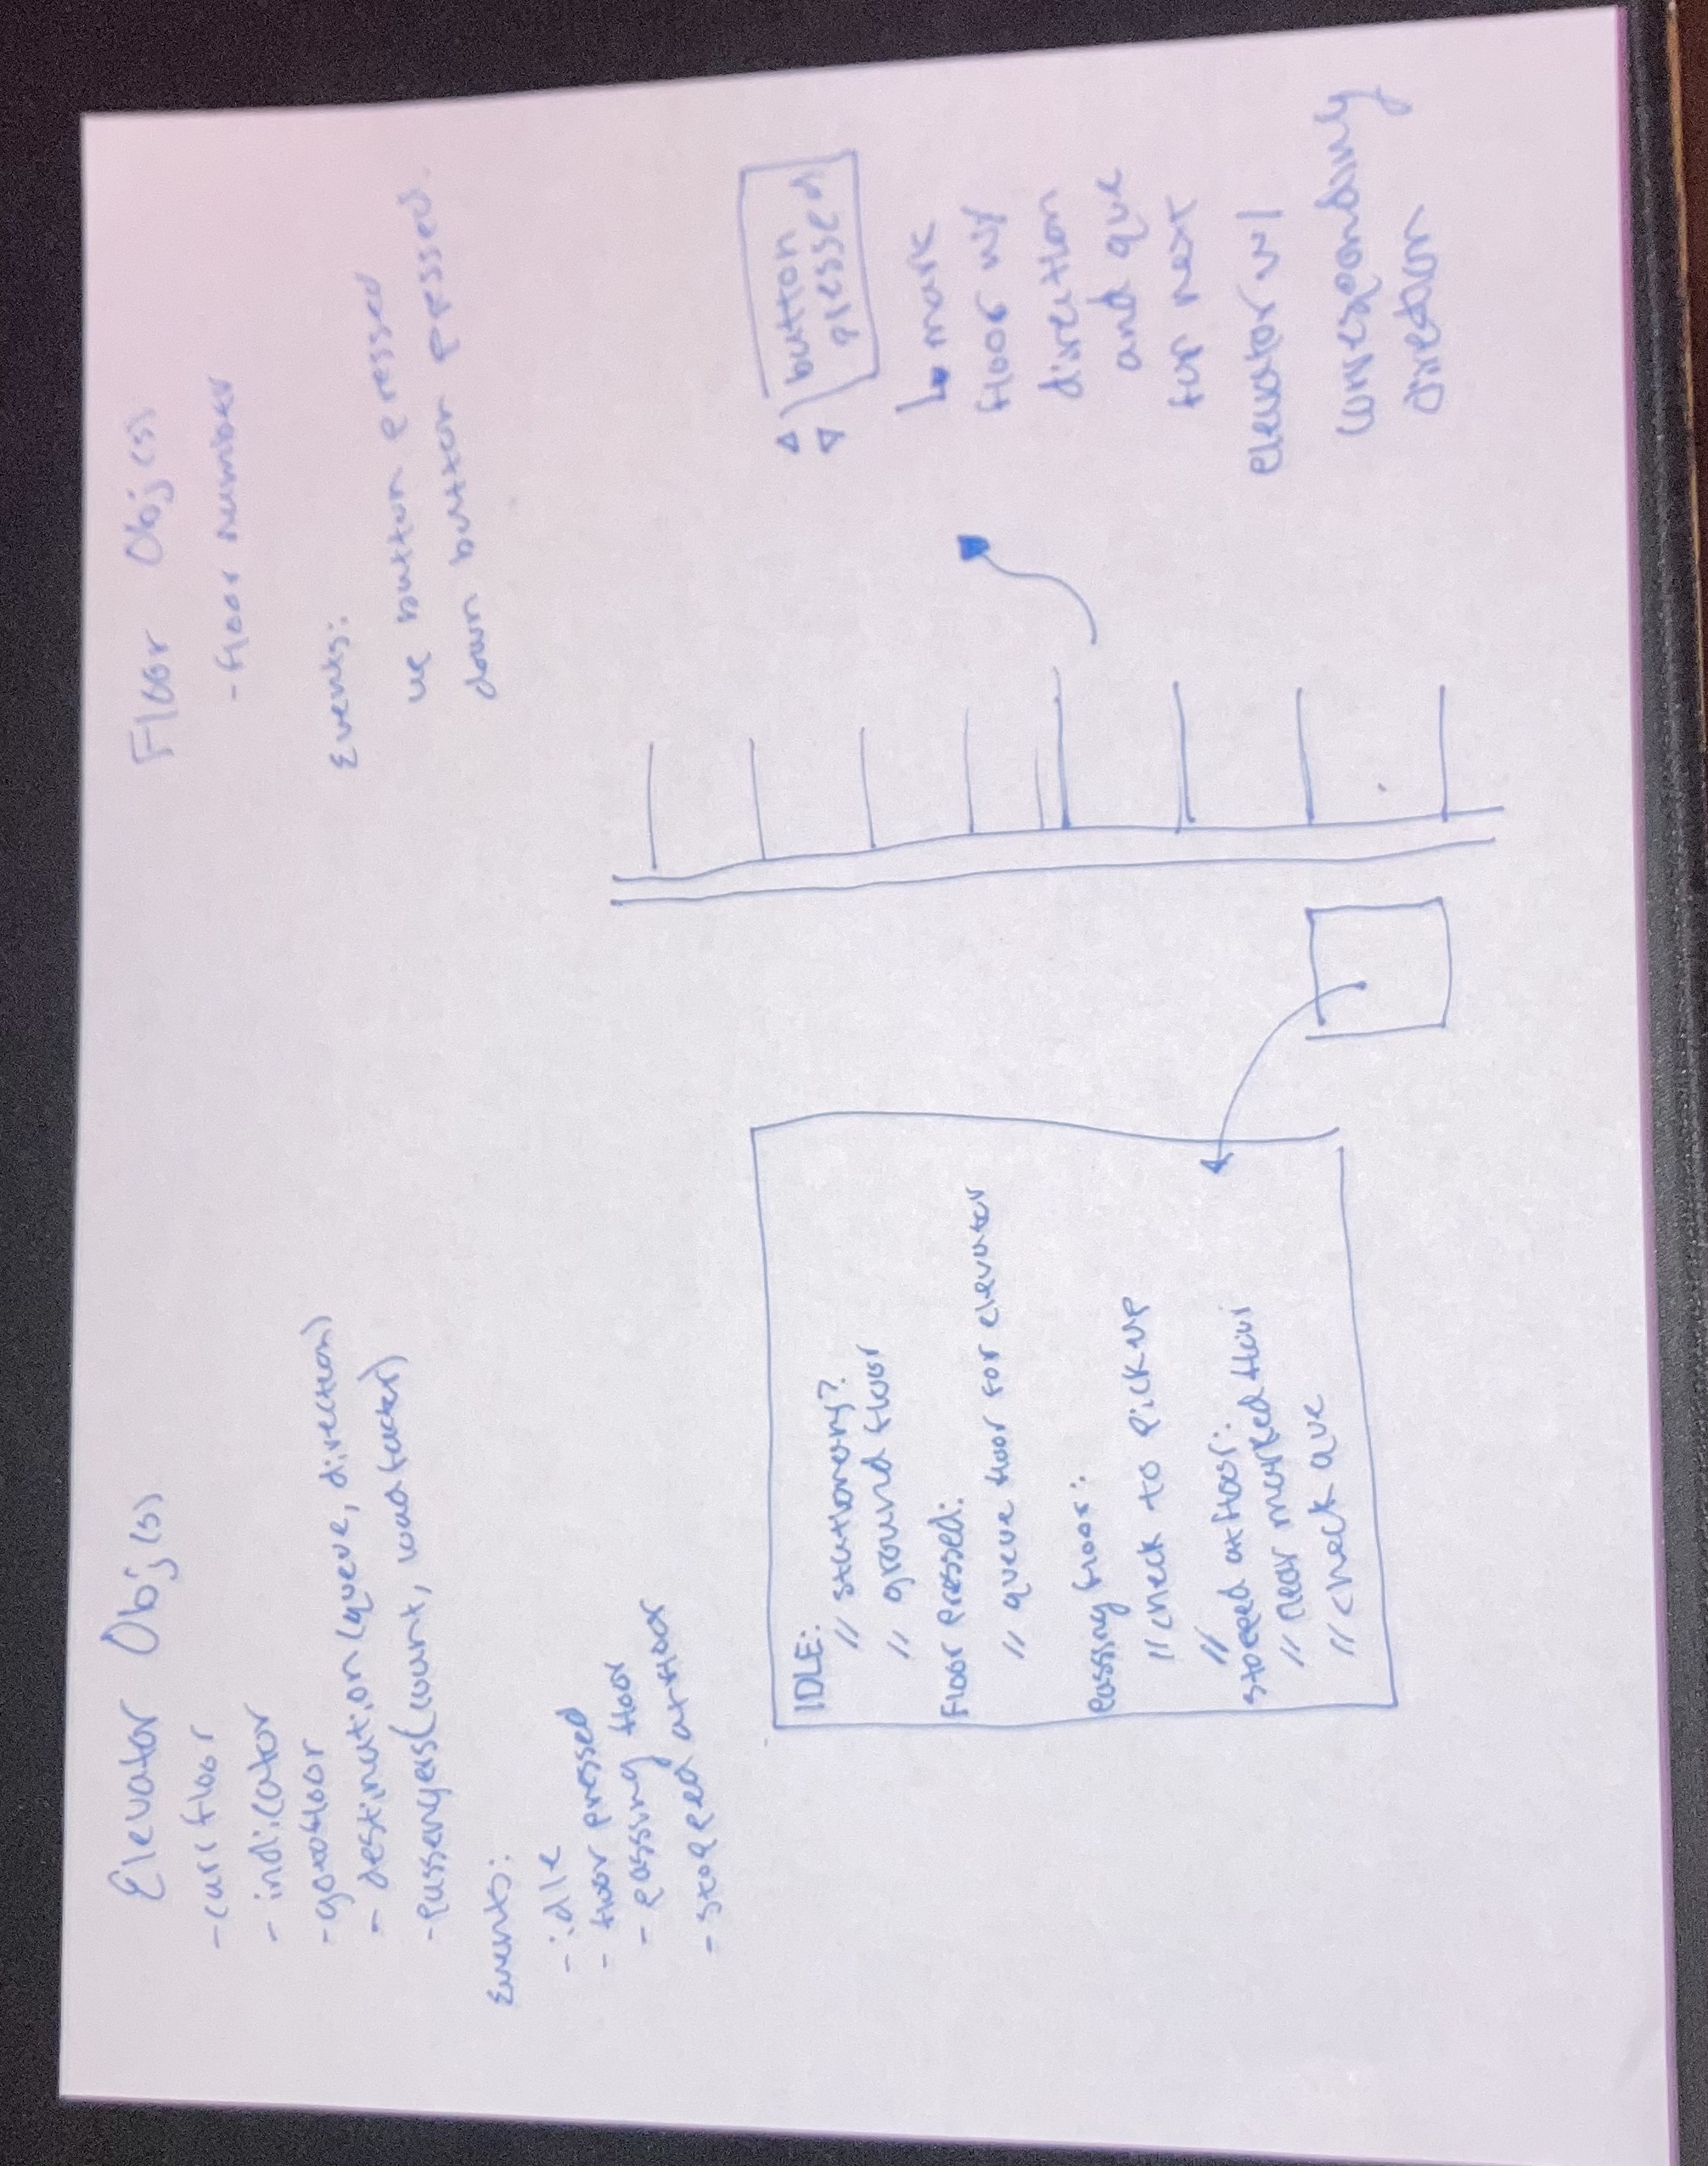 Elevator Obj(s)
- curr floor
- indicator
- gotofloor
- destination (queue, direction)
- Passengers (count, load factor)
Events:
- idle
- floor pressed
- passing floor
- stopped at floor
Floor Obj(s)
- floor number
Events:
up button pressed
down button pressed.
IDLE:
// stationary?
// ground floor
Floor pressed:
// queue floor for elevator
Passing floor:
// check to pick up
//
stopped at floor:
// clear marked floor
// check que
button
pressed
mark
floor w/
direction
and que
for next
elevator w/
corresponding
direction